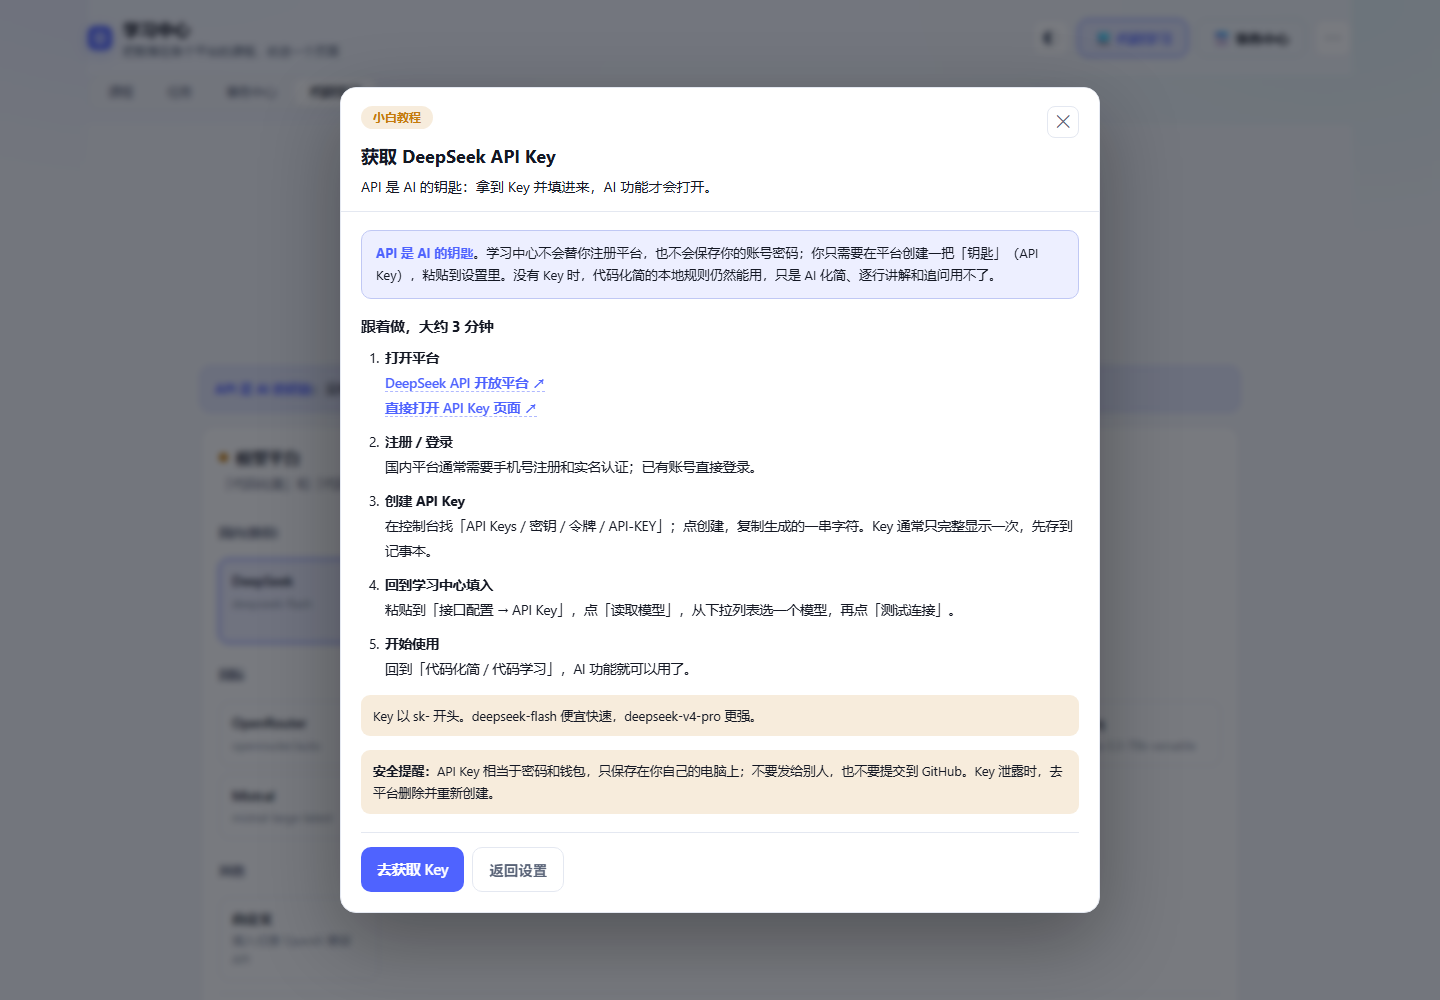 学习中心
小白教程
获取 DeepSeek API Key
API 是 AI 的钥匙：拿到 Key 并填进来，AI 功能才会打开。
API 是 AI 的钥匙。学习中心不会替你注册平台，也不会保存你的账号密码；你只需要在平台创建一把「钥匙」（API
Key），粘贴到设置里。没有 Key 时，代码化简的本地规则仍然能用，只是 AI 化简、逐行讲解和追问用不了。
跟着做，大约 3 分钟
1. 打开平台
DeepSeek API 开放平台 ↗
直接打开 API Key 页面 ↗
2. 注册 / 登录
国内平台通常需要手机号注册和实名认证；已有账号直接登录。
3. 创建 API Key
在控制台找「API Keys / 密钥 / 令牌 / API-KEY」；点创建，复制生成的一串字符。Key 通常只完整显示一次，先存到
记事本。
4. 回到学习中心填入
粘贴到「接口配置 → API Key」，点「读取模型」，从下拉列表选一个模型，再点「测试连接」。
5. 开始使用
回到「代码化简 / 代码学习」，AI 功能就可以用了。
Key 以 sk- 开头。deepseek-flash 便宜快速，deepseek-v4-pro 更强。
安全提醒：API Key 相当于密码和钱包，只保存在你自己的电脑上；不要发给别人，也不要提交到 GitHub。Key 泄露时，去
平台删除并重新创建。
去获取 Key
返回设置
DeepSeek
OpenRouter
Mistral